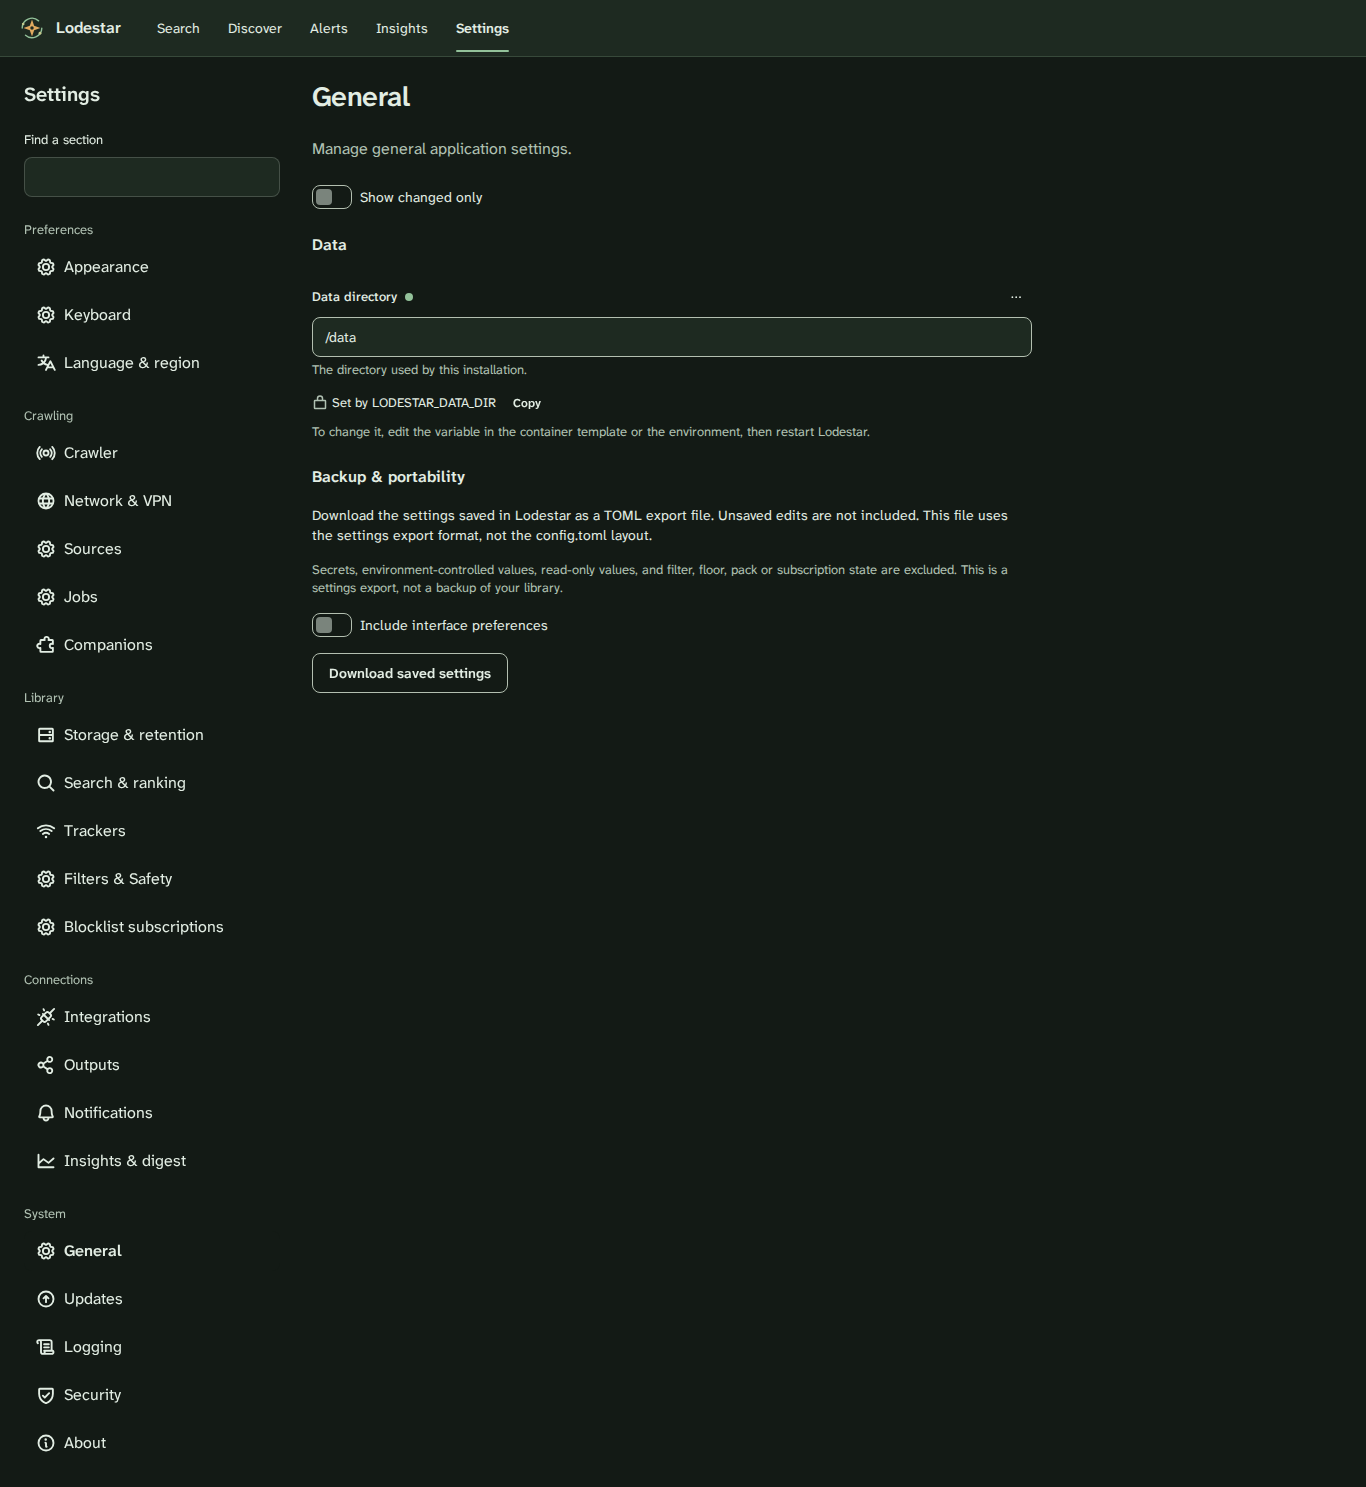 Lodestar
Search
Discover
Alerts
Insights
Settings
Settings
Find a section
Preferences
Appearance
Keyboard
Language & region
Crawling
Crawler
Network & VPN
Sources
Jobs
Companions
Library
Storage & retention
Search & ranking
Trackers
Filters & Safety
Blocklist subscriptions
Connections
Integrations
Outputs
Notifications
Insights & digest
System
General
Updates
Logging
Security
About
General
Manage general application settings.
Show changed only
Data
Data directory
...
/data
The directory used by this installation.
Set by LODESTAR_DATA_DIR
Copy
To change it, edit the variable in the container template or the environment, then restart Lodestar.
Backup & portability
Download the settings saved in Lodestar as a TOML export file. Unsaved edits are not included. This file uses
the settings export format, not the config.toml layout.
Secrets, environment-controlled values, read-only values, and filter, floor, pack or subscription state are excluded. This is a
settings export, not a backup of your library.
Include interface preferences
Download saved settings